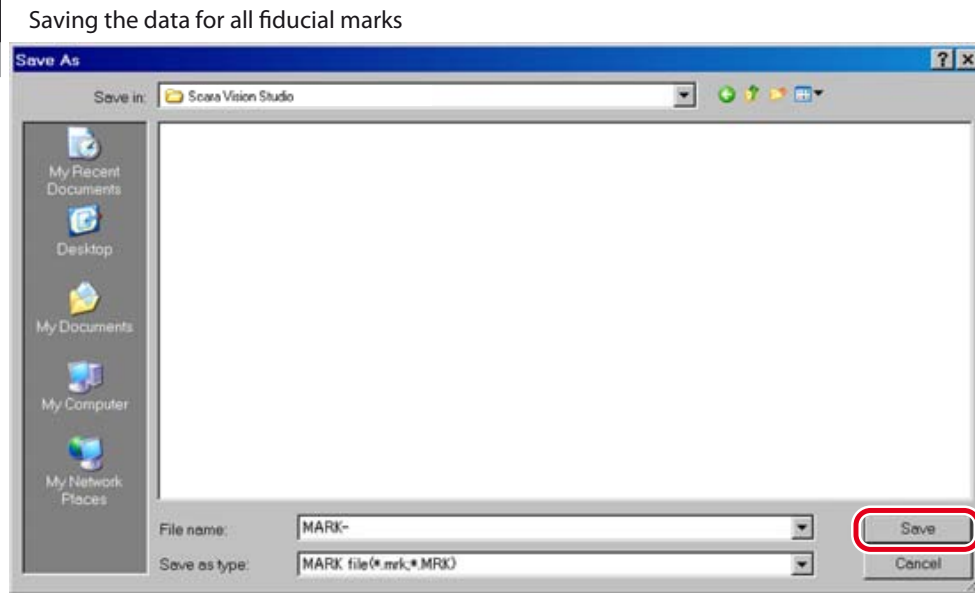 Saving the data for all fiducial marks
Save As
Save in: Scara Vision Studio
My Recent
Documents
Desktop
My Documents
My Computer
My Network
Places
File name: MARK- Save
Save as type: MARK file(*.mrk;*.MRK) Cancel